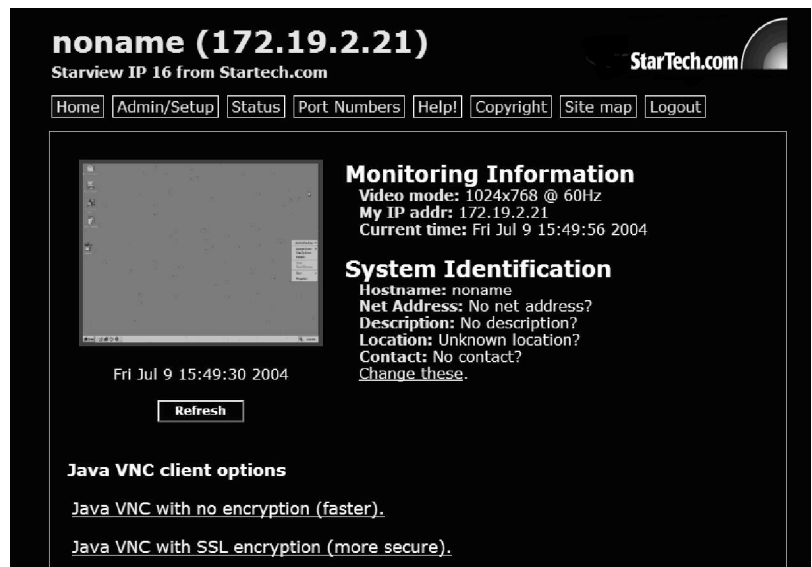 noname (172.19.2.21)
Starview IP 16 from Startech.com
StarTech.com
Home Admin/Setup Status Port Numbers Help! Copyright Site map Logout
Monitoring Information
Video mode: 1024x768 @ 60Hz
My IP addr: 172.19.2.21
Current time: Fri Jul 9 15:49:56 2004
System Identification
Hostname: noname
Net Address: No net address?
Description: No description?
Location: Unknown location?
Contact: No contact?
Change these.
Fri Jul 9 15:49:30 2004
Refresh
Java VNC client options
Java VNC with no encryption (faster).
Java VNC with SSL encryption (more secure).